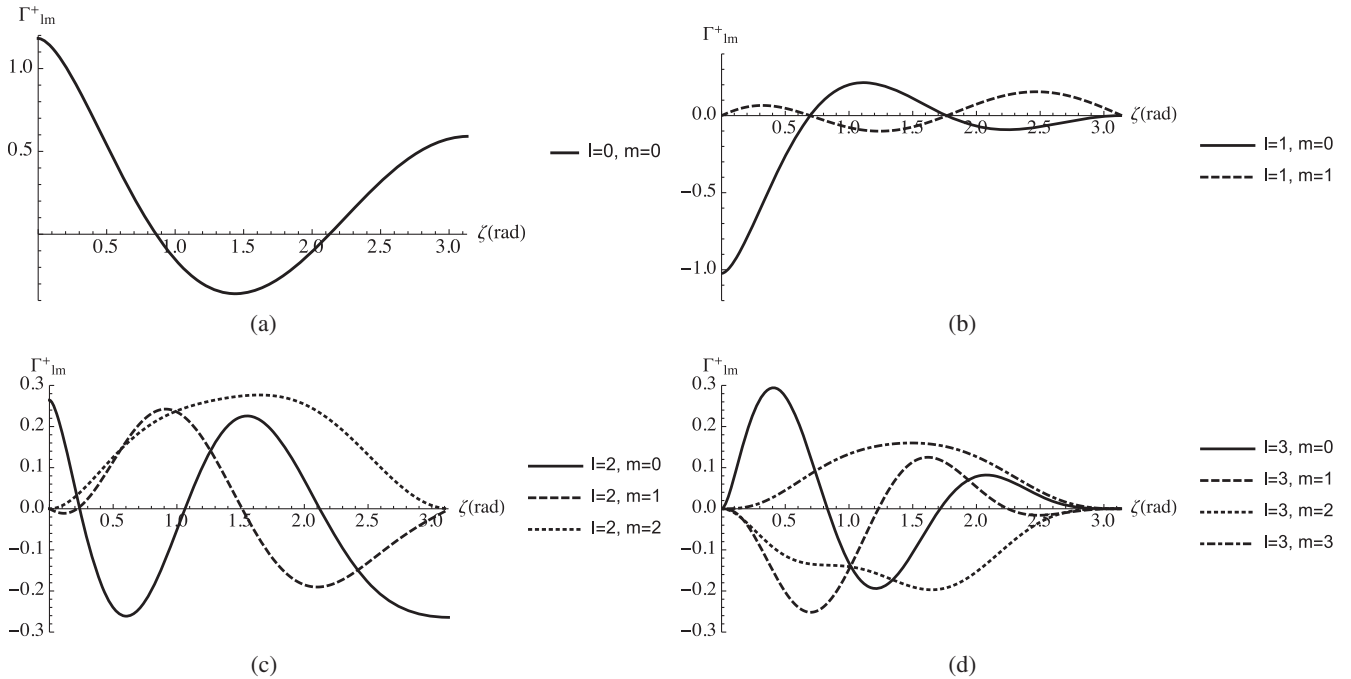 Γ⁺lm
1.0
0.5
0.5 1.0 1.5 2.0 2.5 3.0
ζ(rad)
l=0, m=0
(a)
Γ⁺lm
0.0
−0.5
−1.0
0.5 1.0 1.5 2.0 2.5 3.0
ζ(rad)
l=1, m=0
l=1, m=1
(b)
Γ⁺lm
0.3
0.2
0.1
0.0
−0.1
−0.2
−0.3
0.5 1.0 1.5 2.0 2.5 3.0
ζ(rad)
l=2, m=0
l=2, m=1
l=2, m=2
(c)
Γ⁺lm
0.3
0.2
0.1
0.0
−0.1
−0.2
−0.3
0.5 1.0 1.5 2.0 2.5 3.0
ζ(rad)
l=3, m=0
l=3, m=1
l=3, m=2
l=3, m=3
(d)